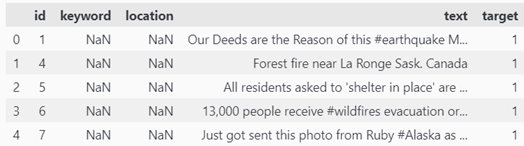 id keyword location text target
0 1 NaN NaN Our Deeds are the Reason of this #earthquake M... 1
1 4 NaN NaN Forest fire near La Ronge Sask. Canada 1
2 5 NaN NaN All residents asked to 'shelter in place' are ... 1
3 6 NaN NaN 13,000 people receive #wildfires evacuation or... 1
4 7 NaN NaN Just got sent this photo from Ruby #Alaska as ... 1